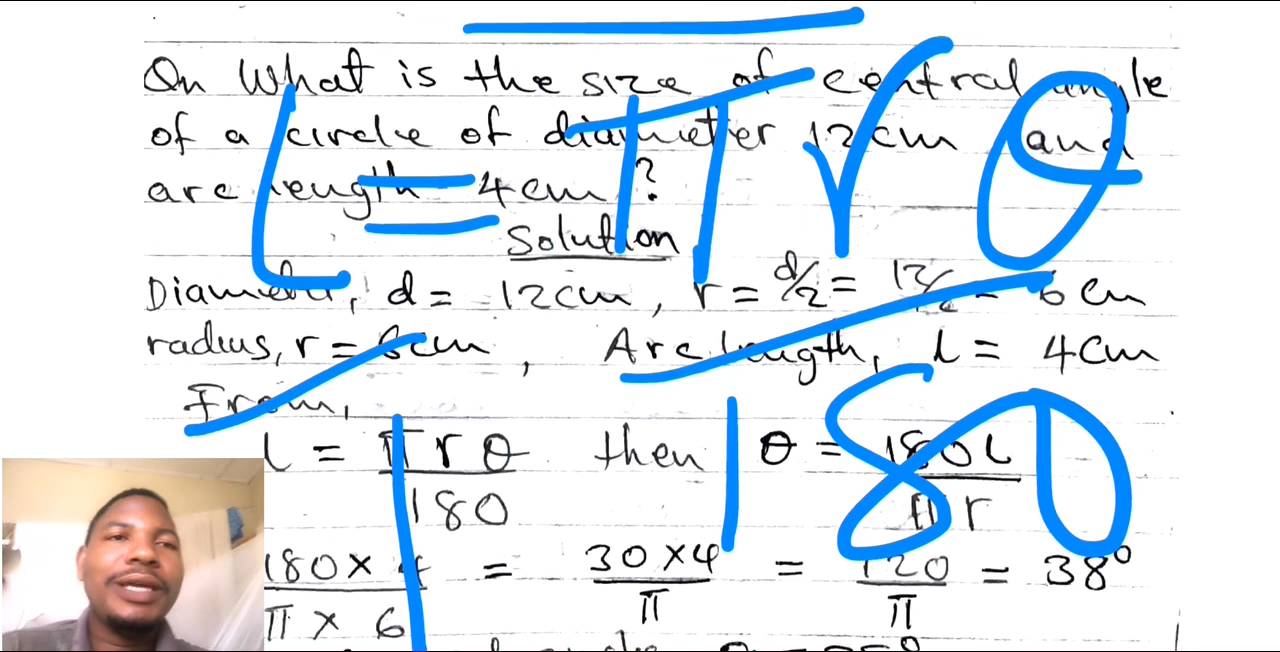 Qn What is the size of central angle
of a circle of diameter 12cm and
arc length 4cm?
Solution
Diameter, d = 12cm, r = d/2 = 12/2 = 6cm
radius, r = 6cm, Arc length, l = 4cm
From,
l = πrθ/180 then θ = 180l/πr
180×4/π×6 = 30×4/π = 120/π = 38°
L = πrθ
180